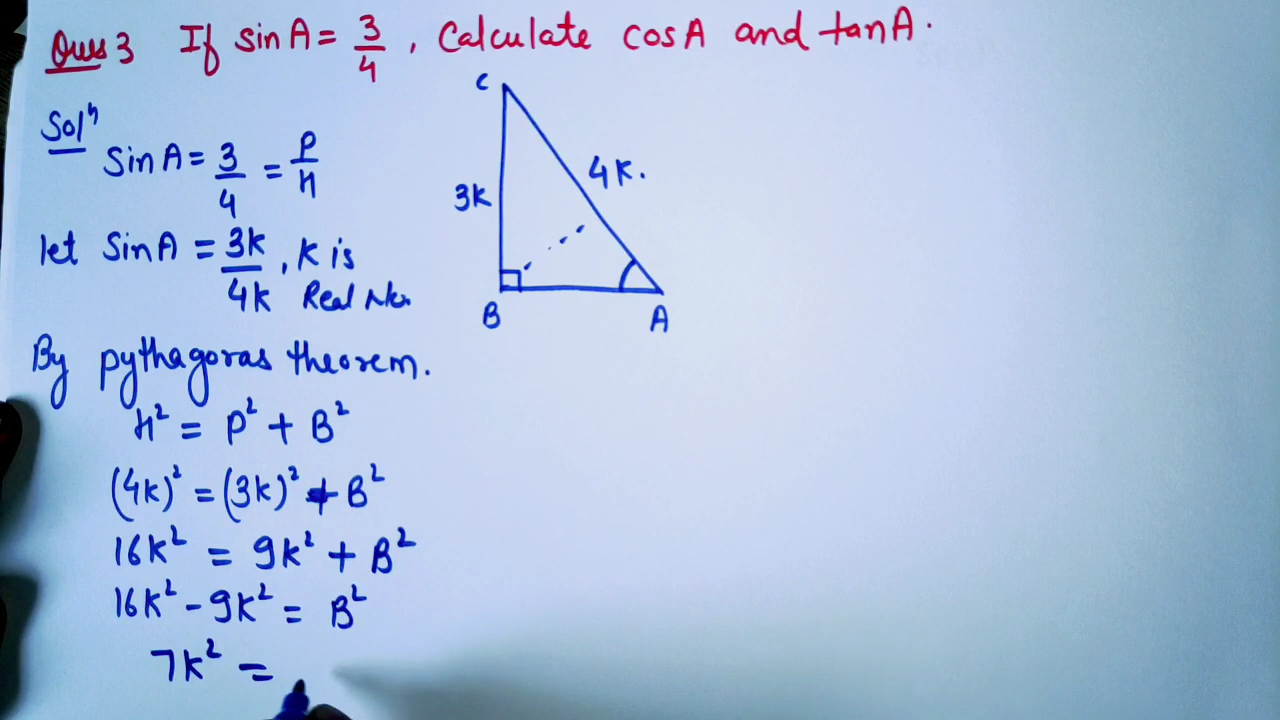 Ques 3 If sin A = 3/4, Calculate cos A and tan A.
Solⁿ
Sin A = 3/4 = P/H
let Sin A = 3k/4k, k is
Real No.
C
3k
4k.
B
A
By pythagoras theorem.
H² = P² + B²
(4k)² = (3k)² + B²
16k² = 9k² + B²
16k² - 9k² = B²
7k² =